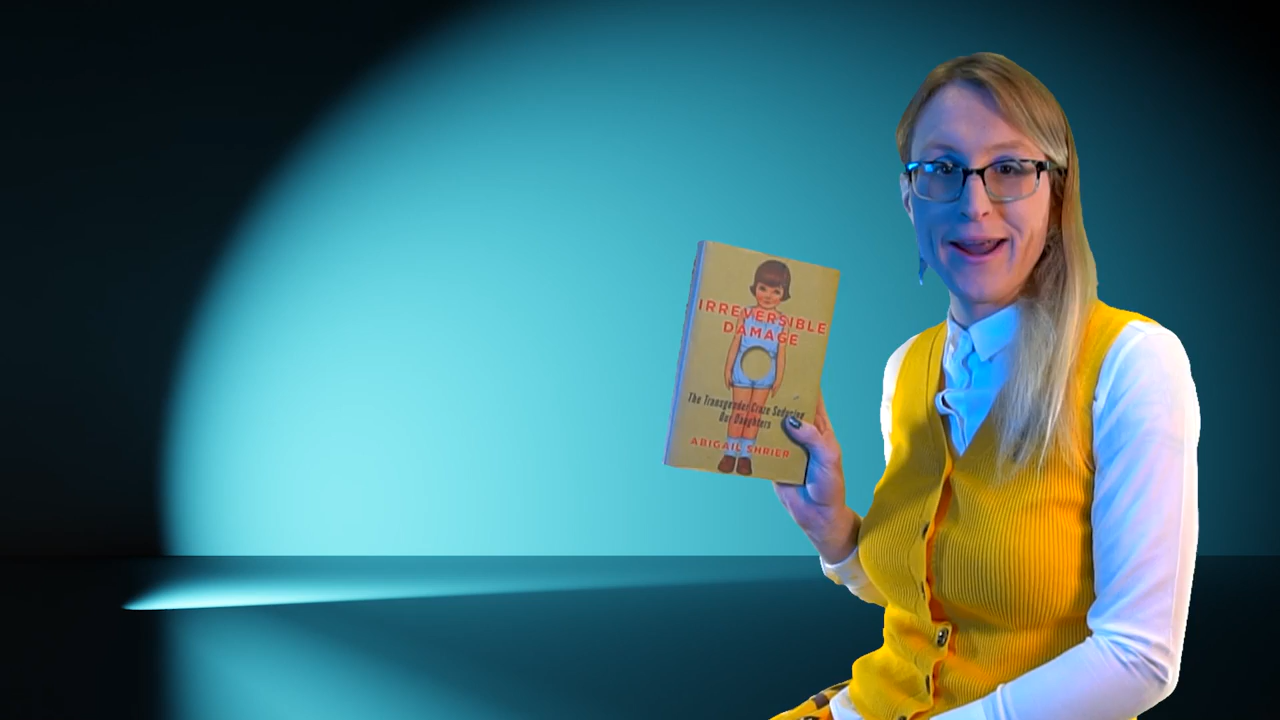 IRREVERSIBLE
DAMAGE
The Transgender Craze Seducing
Our Daughters
ABIGAIL SHRIER